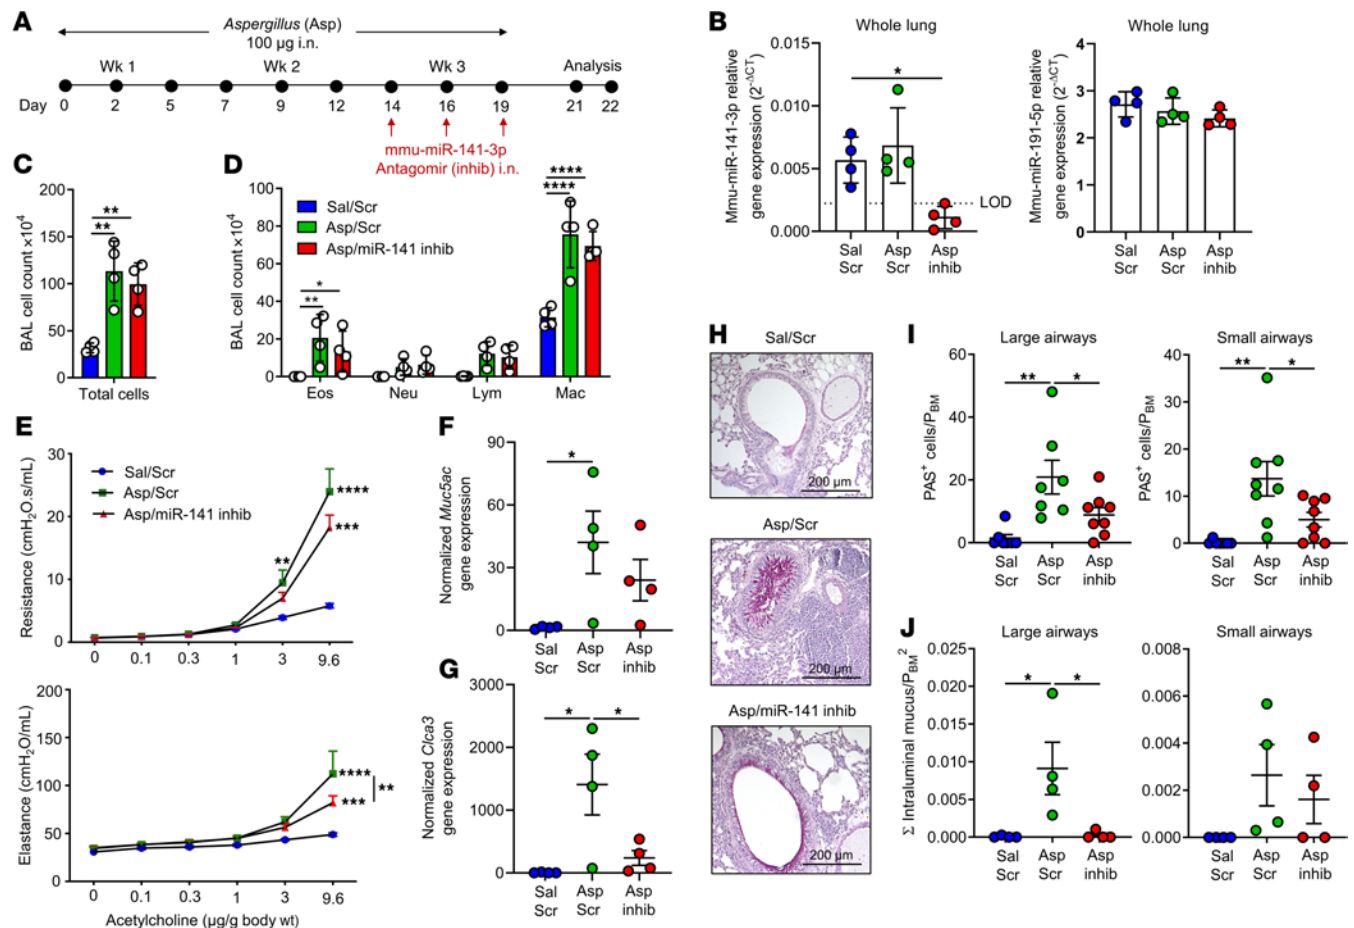 A
Aspergillus (Asp)
100 µg i.n.
Wk 1 Wk 2 Wk 3 Analysis
Day 0 2 5 7 9 12 14 16 19 21 22
mmu-miR-141-3p
Antagomir (inhib) i.n.
B
Whole lung
Mmu-miR-141-3p relative
gene expression (2^-ΔCT)
0.015
0.010
0.005
0.000
*
LOD
Sal Asp Asp
Scr Scr inhib
Whole lung
Mmu-miR-191-5p relative
gene expression (2^-ΔCT)
4
3
2
1
0
Sal Asp Asp
Scr Scr inhib
C
BAL cell count ×10⁴
200
150
100
50
0
**
**
Total cells
D
BAL cell count ×10⁴
100
80
60
40
20
0
Sal/Scr
Asp/Scr
Asp/miR-141 inhib
*
**
****
****
Eos Neu Lym Mac
E
Resistance (cmH₂O.s/mL)
30
20
10
0
Sal/Scr
Asp/Scr
Asp/miR-141 inhib
****
***
**
0 0.1 0.3 1 3 9.6
Elastance (cmH₂O/mL)
200
150
100
50
0
****
**
***
0 0.1 0.3 1 3 9.6
Acetylcholine (µg/g body wt)
F
Normalized Muc5ac
gene expression
90
60
30
0
*
Sal Asp Asp
Scr Scr inhib
G
Normalized Clca3
gene expression
3000
2000
1000
0
* *
Sal Asp Asp
Scr Scr inhib
H
Sal/Scr
200 µm
Asp/Scr
200 µm
Asp/miR-141 inhib
200 µm
I
Large airways
PAS⁺ cells/P_BM
60
40
20
0
** *
Sal Asp Asp
Scr Scr inhib
Small airways
PAS⁺ cells/P_BM
40
30
20
10
0
** *
Sal Asp Asp
Scr Scr inhib
J
Large airways
Σ Intraluminal mucus/P_BM²
0.025
0.020
0.015
0.010
0.005
0.000
* *
Sal Asp Asp
Scr Scr inhib
Small airways
0.008
0.006
0.004
0.002
0.000
Sal Asp Asp
Scr Scr inhib